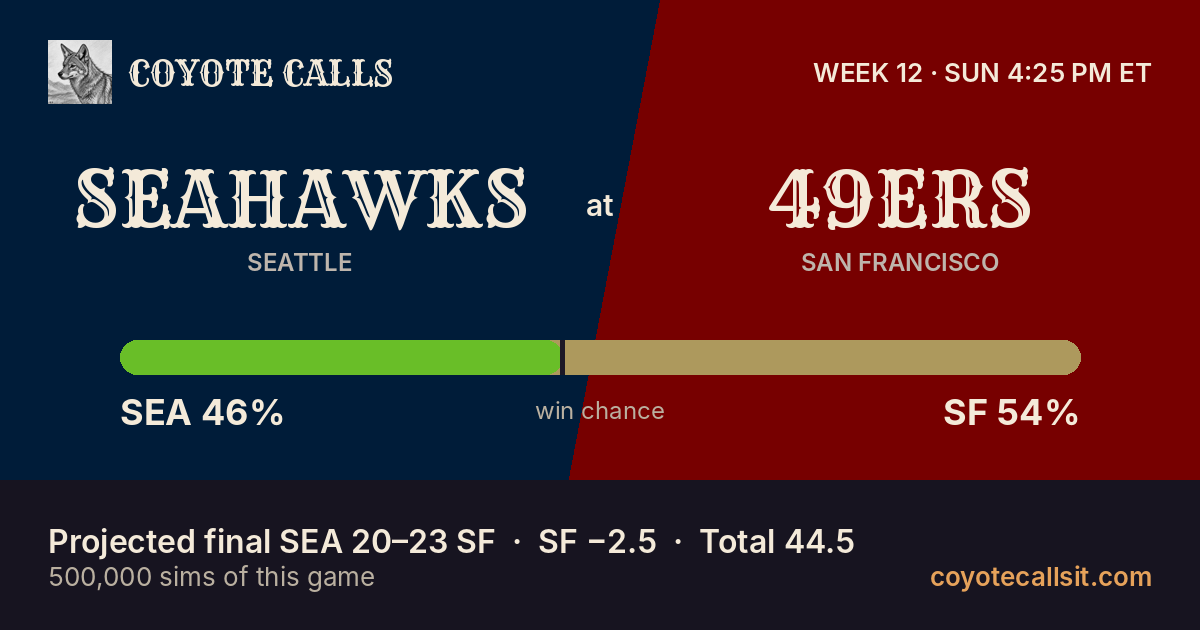 COYOTE CALLS
WEEK 12 · SUN 4:25 PM ET
SEAHAWKS at 49ERS
SEATTLE
SAN FRANCISCO
SEA 46%
win chance
SF 54%
Projected final SEA 20–23 SF · SF −2.5 · Total 44.5
500,000 sims of this game
coyotecallsit.com